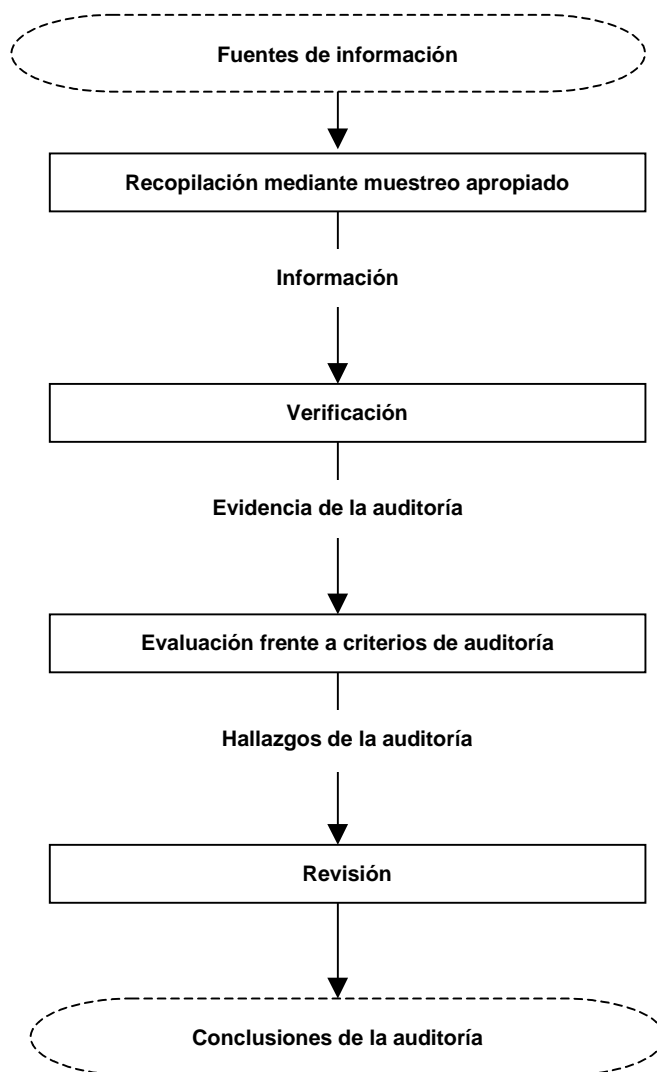 Fuentes de información
Recopilación mediante muestreo apropiado
Información
Verificación
Evidencia de la auditoría
Evaluación frente a criterios de auditoría
Hallazgos de la auditoría
Revisión
Conclusiones de la auditoría